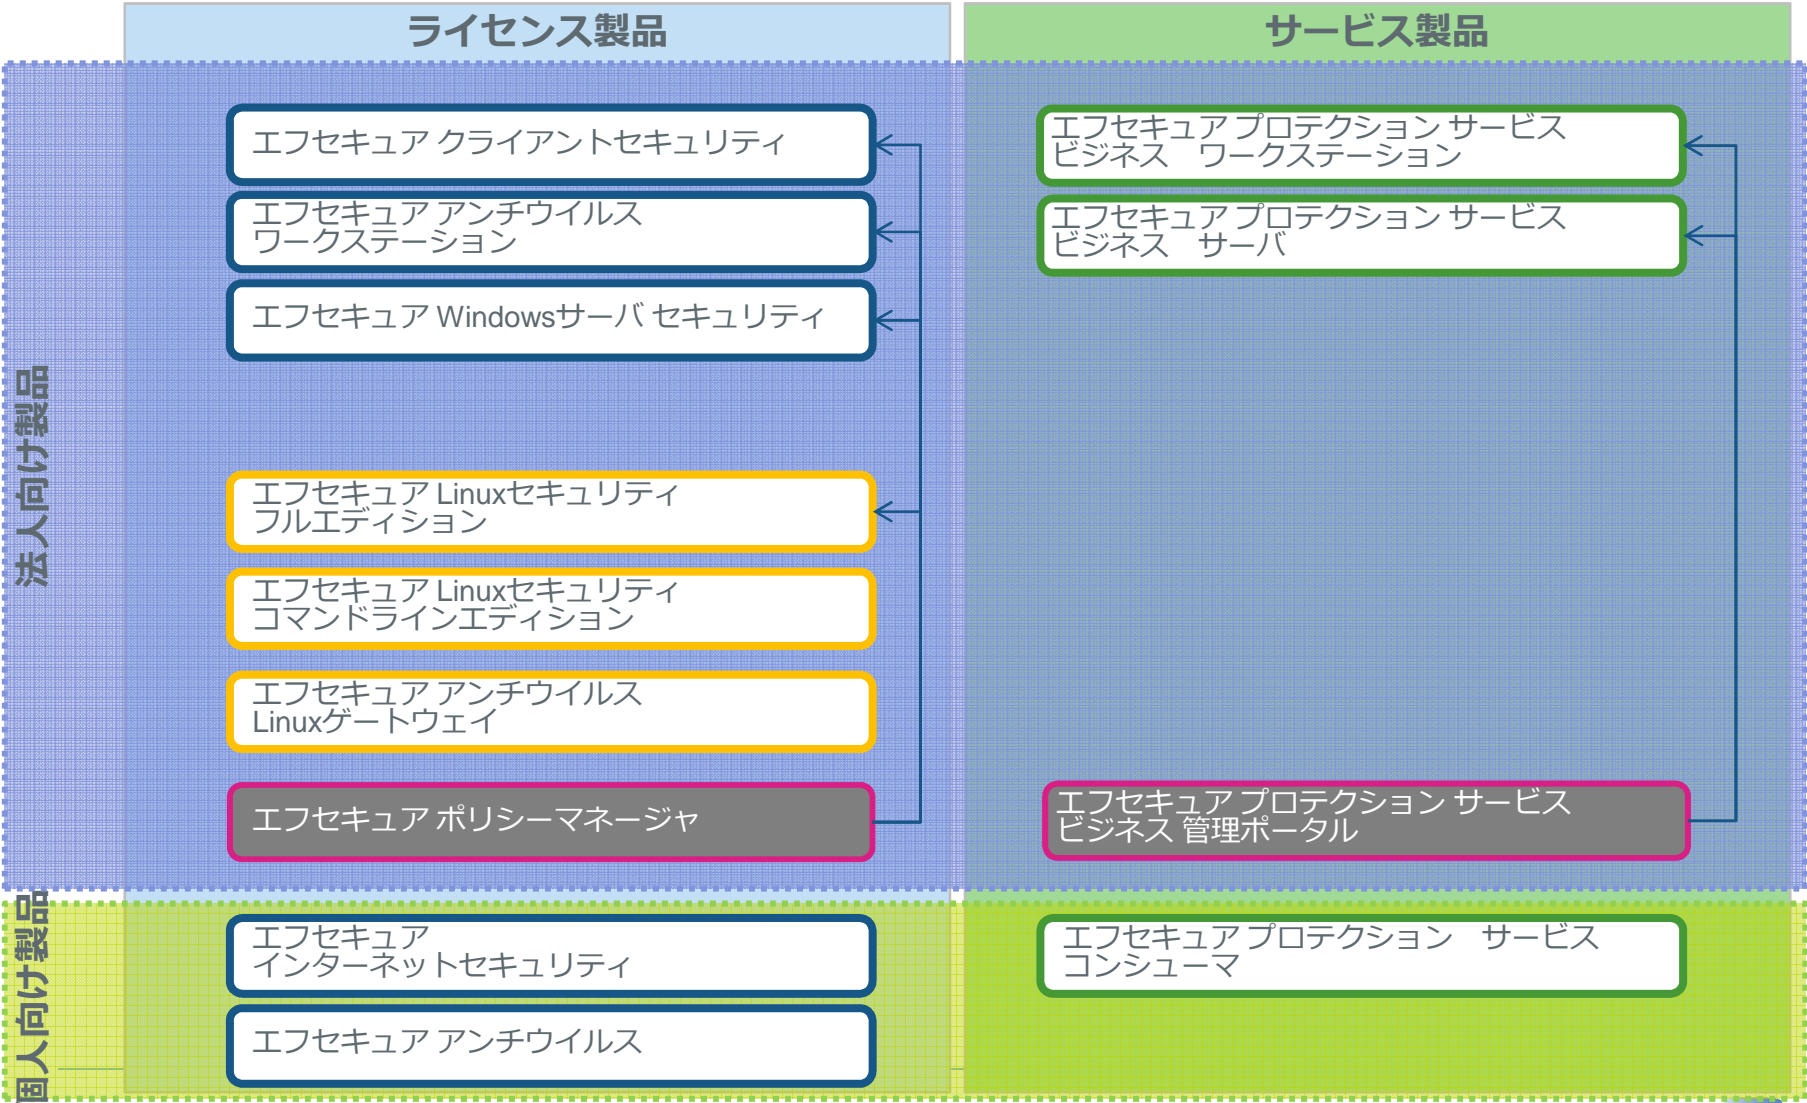 ライセンス製品
サービス製品
法人向け製品
エフセキュア クライアントセキュリティ
エフセキュア アンチウイルス
ワークステーション
エフセキュア Windowsサーバ セキュリティ
エフセキュア Linuxセキュリティ
フルエディション
エフセキュア Linuxセキュリティ
コマンドラインエディション
エフセキュア アンチウイルス
Linuxゲートウェイ
エフセキュア ポリシーマネージャ
エフセキュア プロテクション サービス
ビジネス　ワークステーション
エフセキュア プロテクション サービス
ビジネス　サーバ
エフセキュア プロテクション サービス
ビジネス 管理ポータル
個人向け製品
エフセキュア
インターネットセキュリティ
エフセキュア アンチウイルス
エフセキュア プロテクション　サービス
コンシューマ